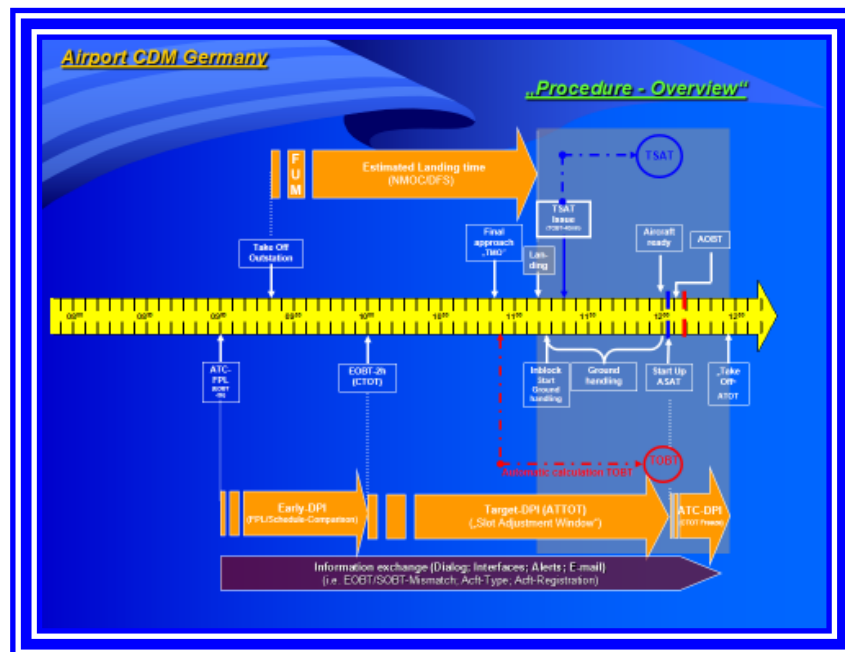 Airport CDM Germany
„Procedure - Overview“
FUM
Estimated Landing time
(NMOC/DFS)
TSAT
TSAT
Issue
Take Off
Outstation
Final
approach
„TMO“
Lan-
ding
Aircraft
ready
AOBT
ATC-
FPL
EOBT-2h
(CTOT)
Inblock
Start
Ground
handling
Ground
handling
Start Up
ASAT
„Take
Off-
ATOT
TOBT
Automatic calculation TOBT
Early-DPI
(FPL/Schedule-Comparison)
Target-DPI (ATTOT)
(„Slot Adjustment Window“)
ATC-DPI
(CTOT Freeze)
Information exchange (Dialog; Interfaces; Alerts; E-mail)
(i.e. EOBT/SOBT-Mismatch; Acft-Type; Acft-Registration)